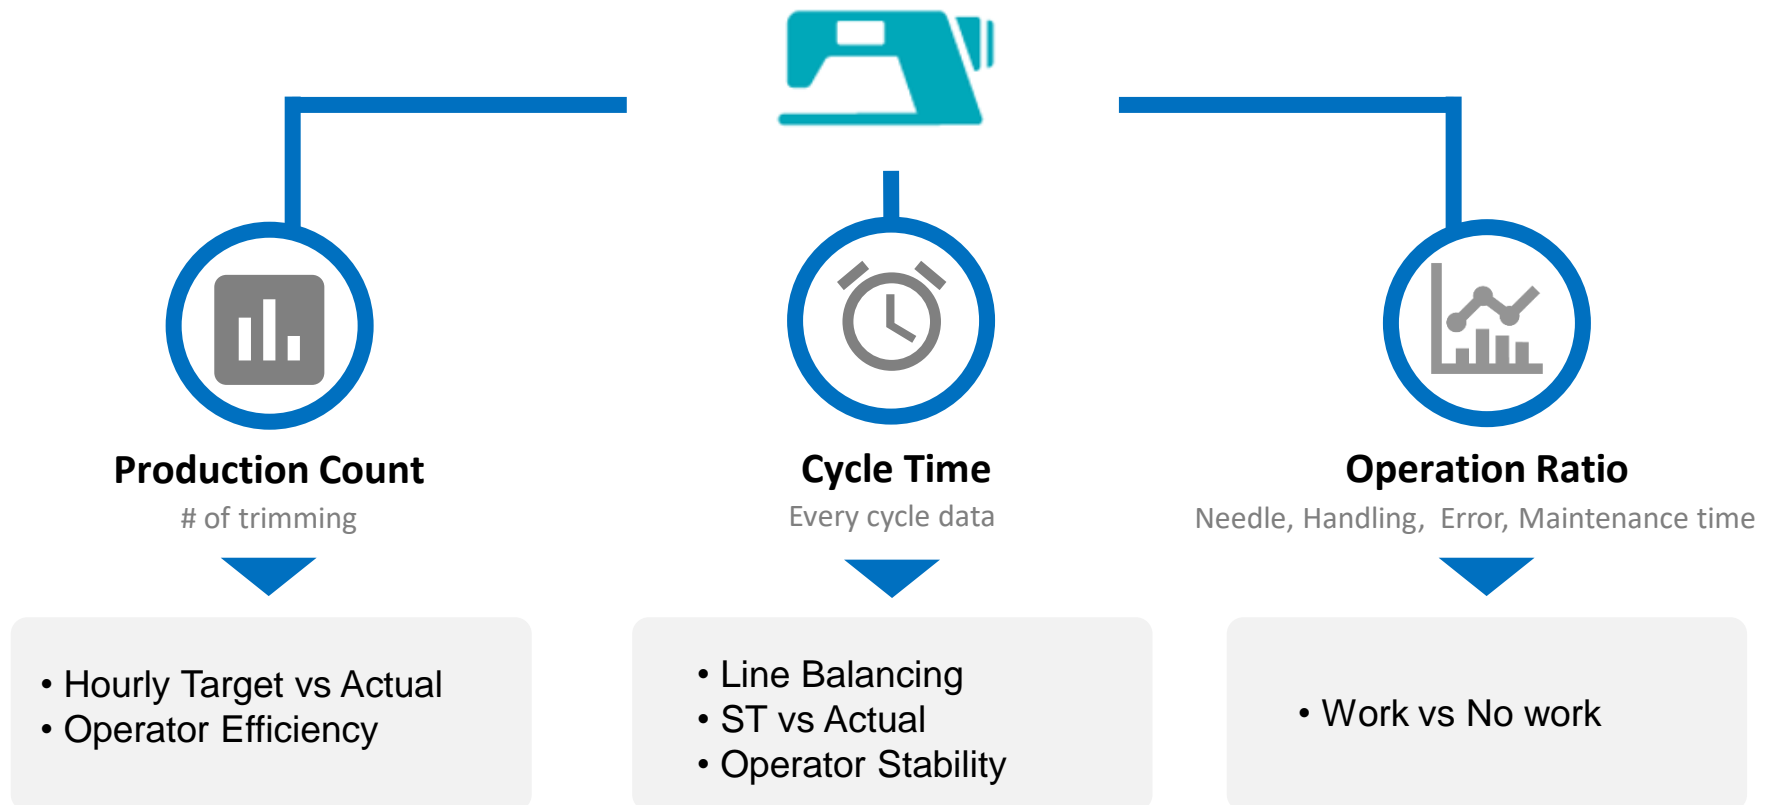 Production Count
# of trimming
• Hourly Target vs Actual
• Operator Efficiency
Cycle Time
Every cycle data
• Line Balancing
• ST vs Actual
• Operator Stability
Operation Ratio
Needle, Handling, Error, Maintenance time
• Work vs No work